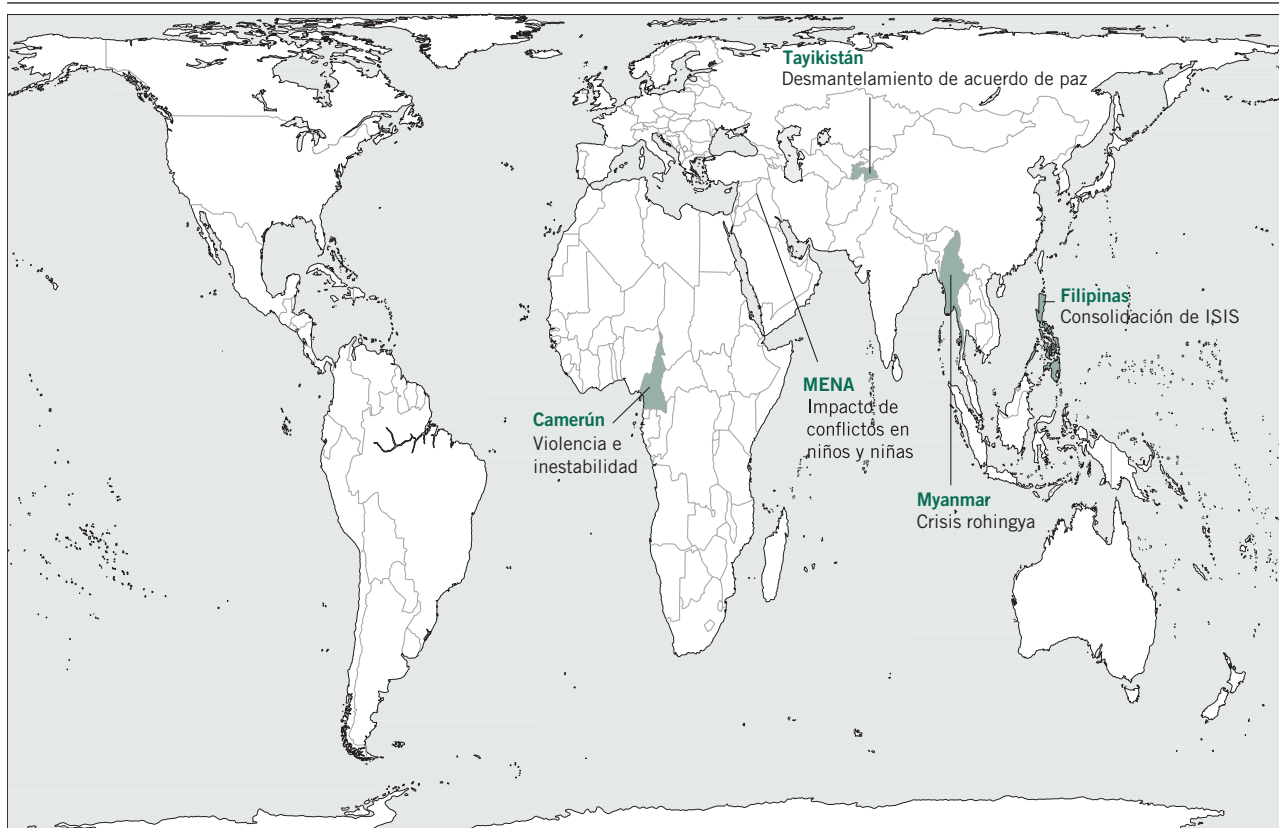 Tayikistán
Desmantelamiento de acuerdo de paz
Filipinas
Consolidación de ISIS
MENA
Impacto de
conflictos en
niños y niñas
Camerún
Violencia e
inestabilidad
Myanmar
Crisis rohingya